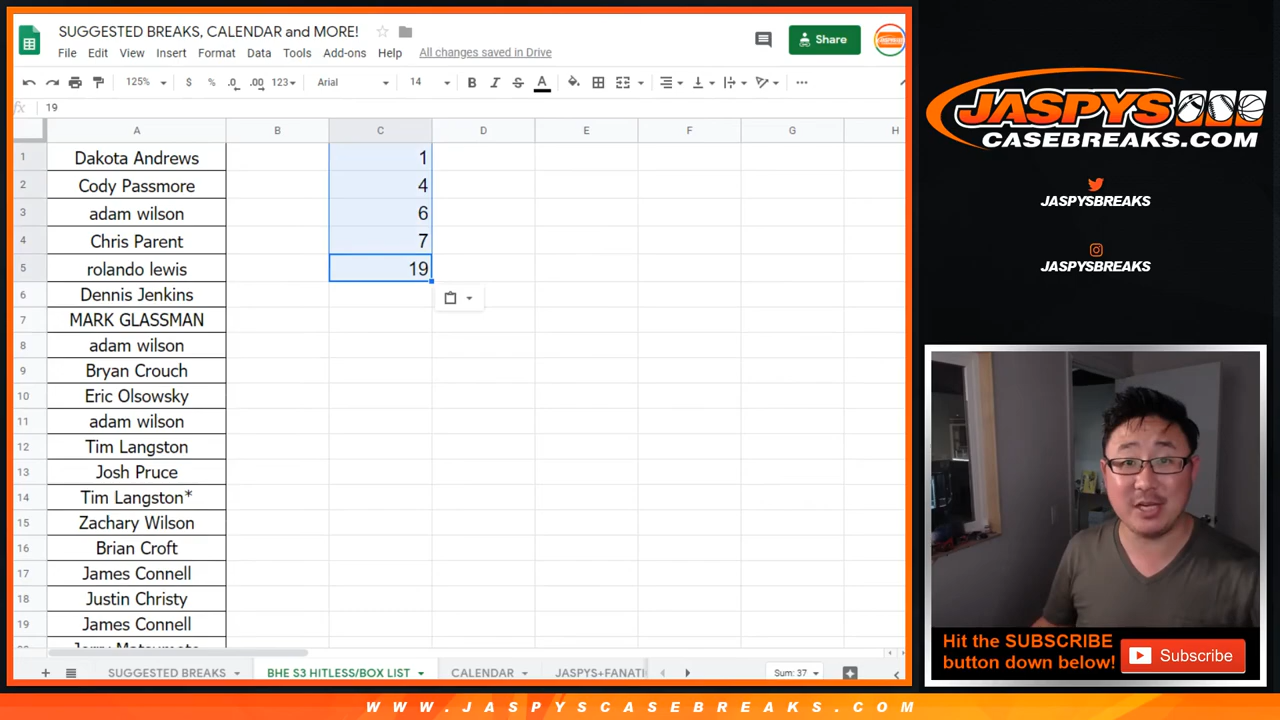 SUGGESTED BREAKS, CALENDAR and MORE!
File Edit View Insert Format Data Tools Add-ons Help All changes saved in Drive
Share
125% $ % .0 .00 123 Arial 14 B I S A
fx 19
A B C D E F G H
1 Dakota Andrews 1
2 Cody Passmore 4
3 adam wilson 6
4 Chris Parent 7
5 rolando lewis 19
6 Dennis Jenkins
7 MARK GLASSMAN
8 adam wilson
9 Bryan Crouch
10 Eric Olsowsky
11 adam wilson
12 Tim Langston
13 Josh Pruce
14 Tim Langston*
15 Zachary Wilson
16 Brian Croft
17 James Connell
18 Justin Christy
19 James Connell
SUGGESTED BREAKS BHE S3 HITLESS/BOX LIST CALENDAR JASPYS+FANATI Sum: 37
JASPYS
CASEBREAKS.COM
JASPYSBREAKS
JASPYSBREAKS
Hit the SUBSCRIBE
button down below!
Subscribe
WWW.JASPYSCASEBREAKS.COM